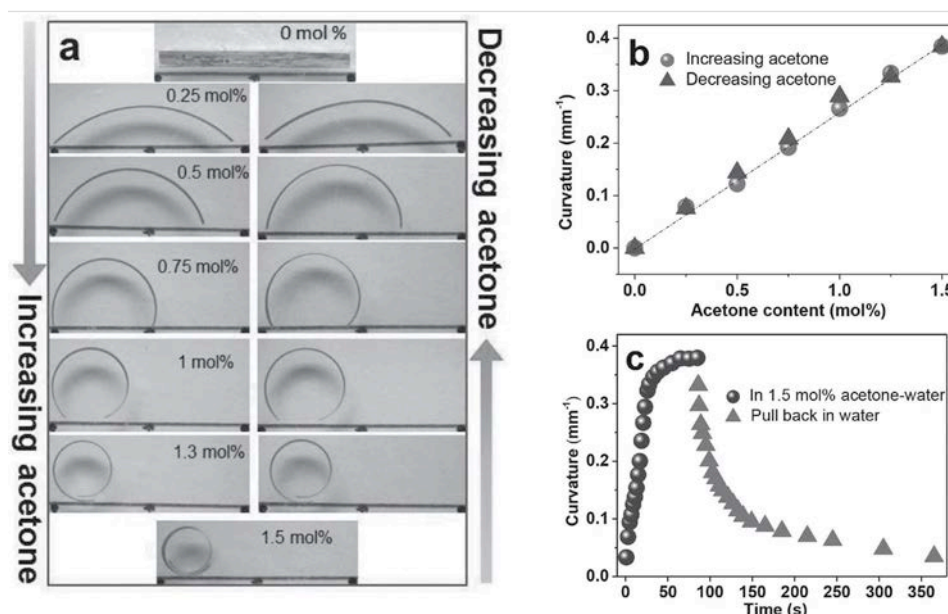 a
Increasing acetone
Decreasing acetone
0 mol %
0.25 mol%
0.5 mol%
0.75 mol%
1 mol%
1.3 mol%
1.5 mol%
b
Increasing acetone
Decreasing acetone
Curvature (mm⁻¹)
0.4
0.3
0.2
0.1
0.0
0.0 0.5 1.0 1.5
Acetone content (mol%)
c
In 1.5 mol% acetone-water
Pull back in water
Curvature (mm⁻¹)
0.4
0.3
0.2
0.1
0.0
0 50 100 150 200 250 300 350
Time (s)